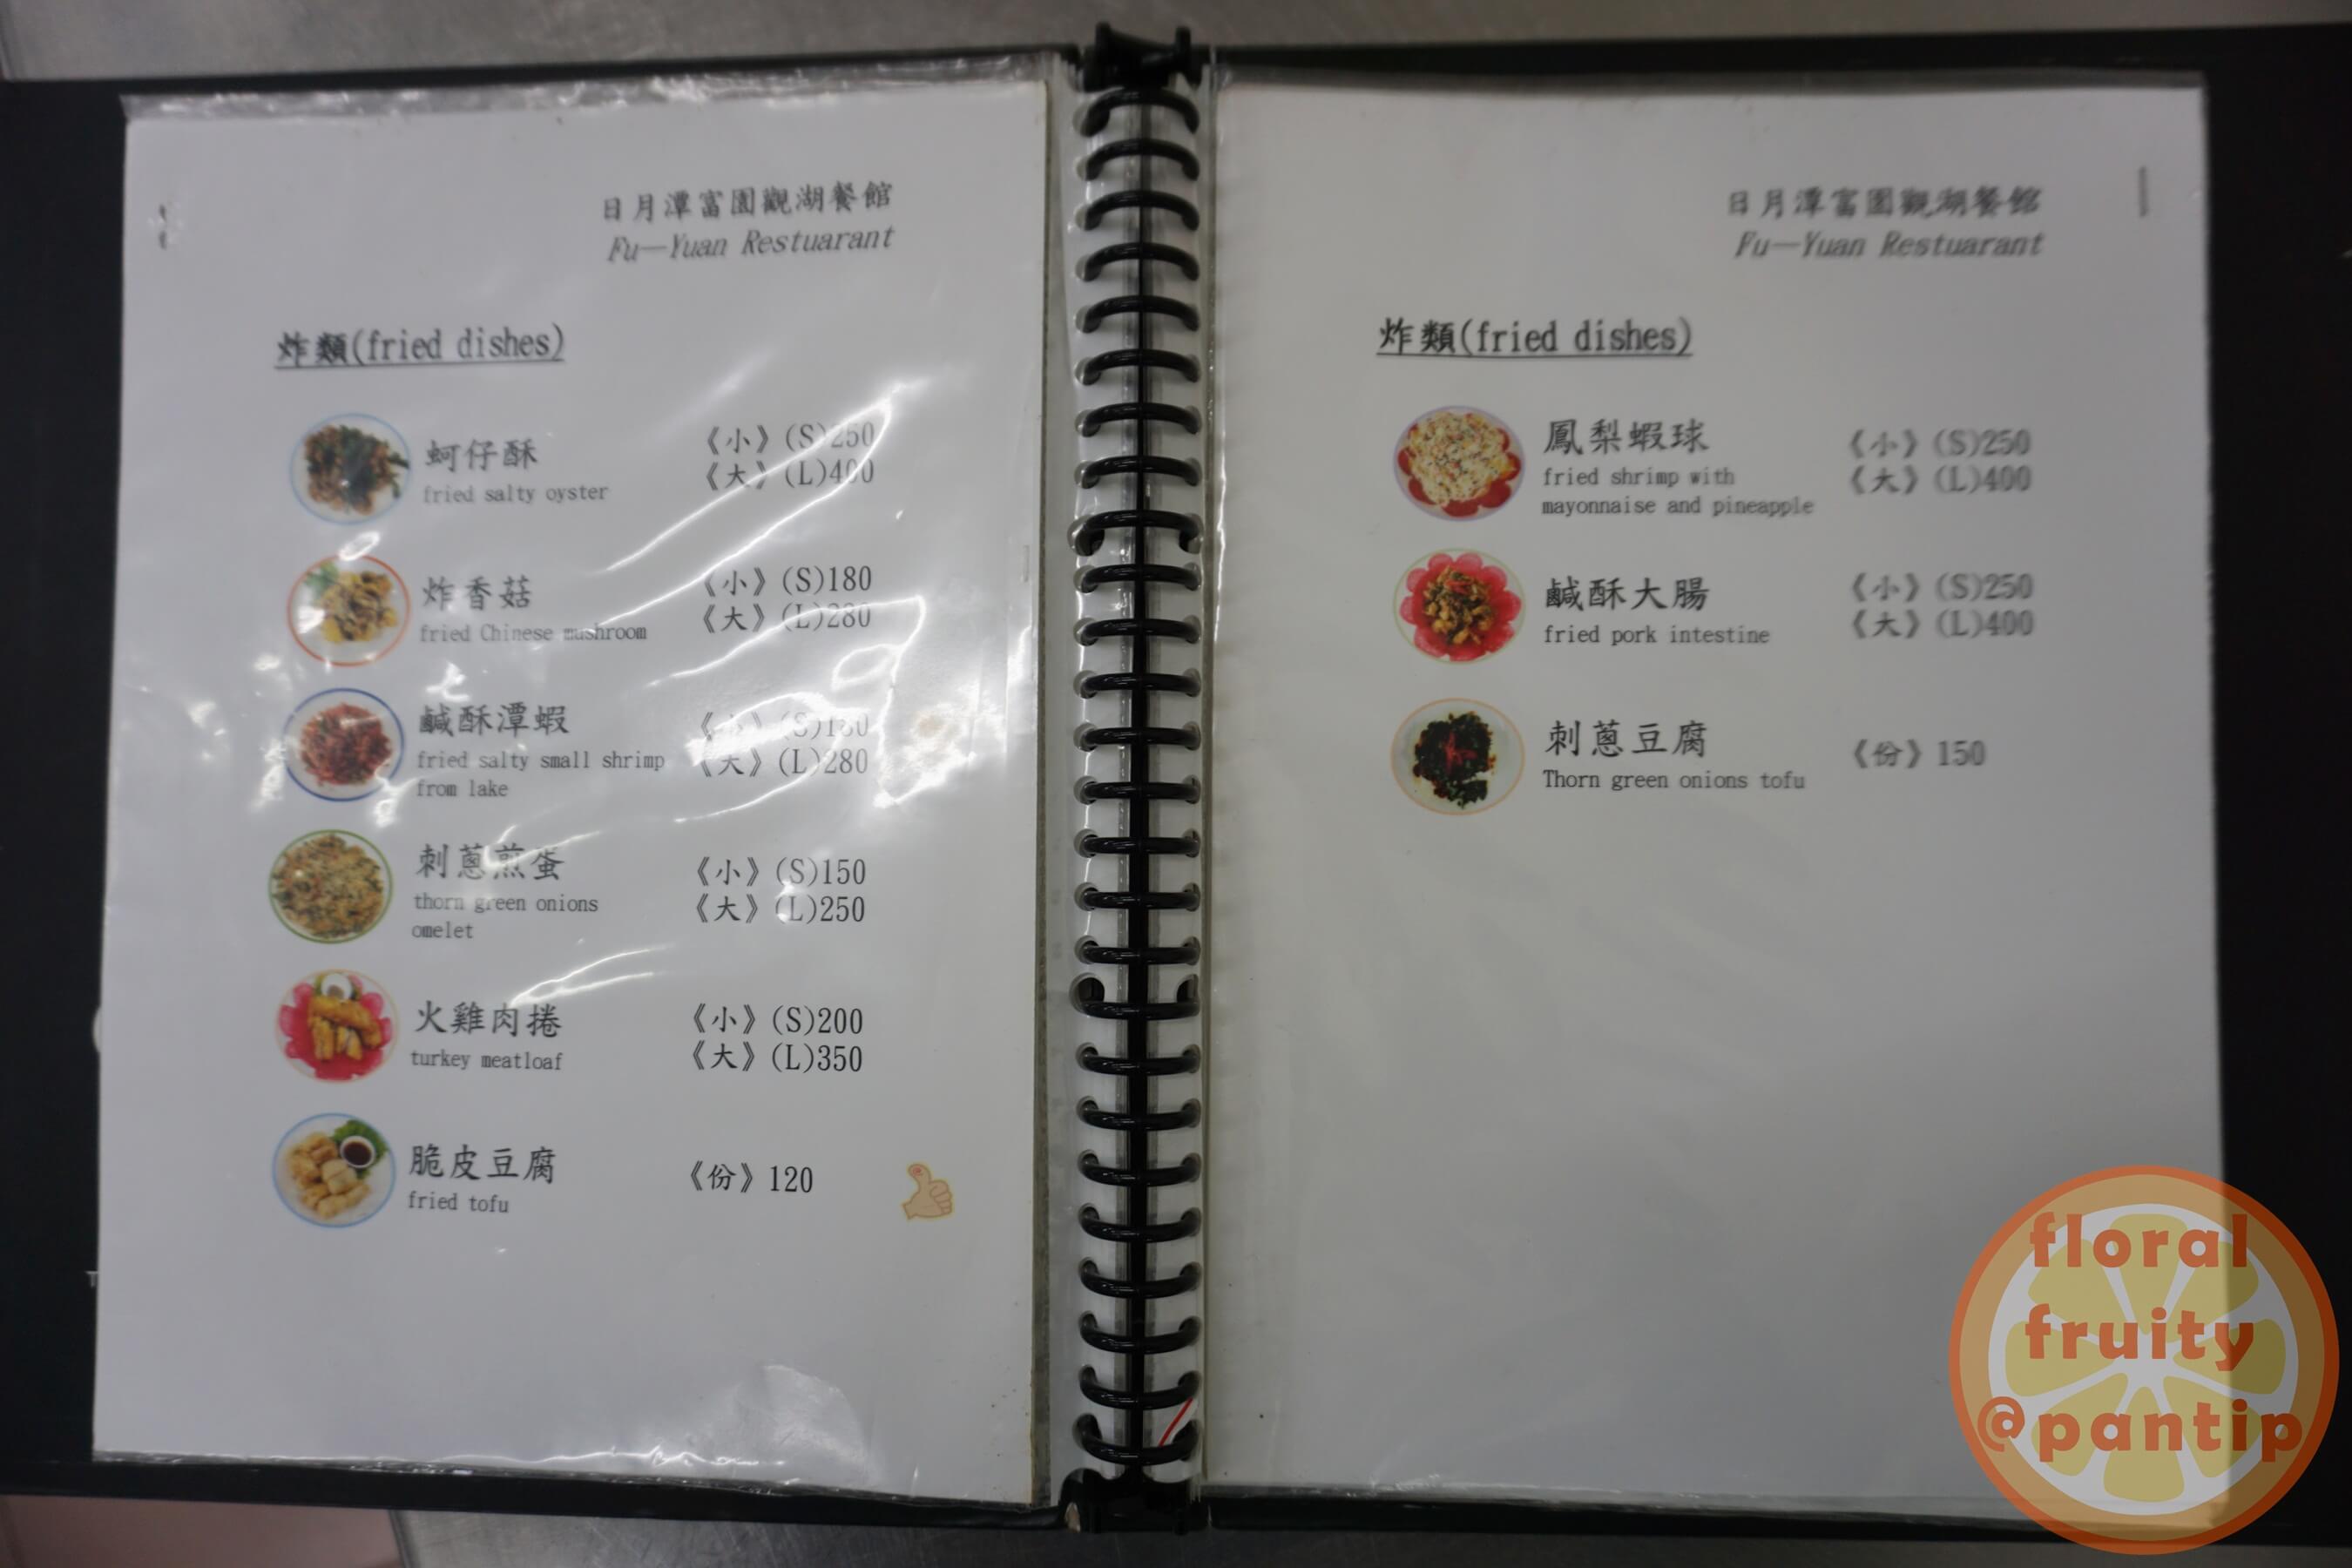 日月潭富園觀湖餐館
Fu—Yuan Restuarant
炸類(fried dishes)
蚵仔酥
fried salty oyster
《小》(S)250
《大》(L)400
炸香菇
fried Chinese mushroom
《小》(S)180
《大》(L)280
鹹酥潭蝦
fried salty small shrimp
from lake
《小》(S)180
《大》(L)280
刺蔥煎蛋
thorn green onions
omelet
《小》(S)150
《大》(L)250
火雞肉捲
turkey meatloaf
《小》(S)200
《大》(L)350
脆皮豆腐
fried tofu
《份》120
日月潭富園觀湖餐館
Fu—Yuan Restuarant
炸類(fried dishes)
鳳梨蝦球
fried shrimp with
mayonnaise and pineapple
《小》(S)250
《大》(L)400
鹹酥大腸
fried pork intestine
《小》(S)250
《大》(L)400
刺蔥豆腐
Thorn green onions tofu
《份》150
floral
fruity
@pantip